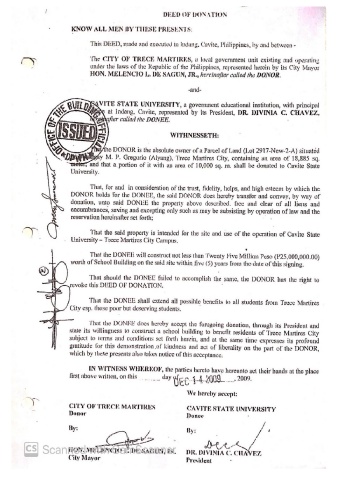 DEED OF DONATION
KNOW ALL MEN BY THESE PRESENTS:
This DEED, made and executed in Indang, Cavite, Philippines, by and between -
The CITY OF TRECE MARTIRES, a local government unit existing and operating
under the laws of the Republic of the Philippines, represented herein by its City Mayor
HON. MELENCIO L. DE SAGUN, JR., hereinafter called the DONOR.
-and-
CAVITE STATE UNIVERSITY, a government educational institution, with principal
at Indang, Cavite, represented by its President, DR. DIVINIA C. CHAVEZ,
hereinafter called the DONEE.
OFFICE OF THE BUILDING OFFICIAL
ISSUED
WITNESSETH:
the DONOR is the absolute owner of a Parcel of Land (Lot 2917-New-2-A) situated
M. P. Gregorio (Aliyang), Trece Martires City, containing an area of 18,885 sq.
and that a portion of it with an area of 10,000 sq. m. shall be donated to Cavite State
University.
That, for and in consideration of the trust, fidelity, helps, and high esteem by which the
DONOR holds for the DONEE, the said DONOR does hereby transfer and convey, by way of
donation, unto said DONEE the property above described free and clear of all liens and
encumbrances, saving and excepting only such as may be subsisting by operation of law and the
reservation hereinafter set forth;
That the said property is intended for the site and use of the operation of Cavite State
University – Trece Martires City Campus.
That the DONEE will construct not less than Twenty Five Million Peso (P25,000,000.00)
worth of School Building on the said site within five (5) years from the date of this signing.
That should the DONEE failed to accomplish the same, the DONOR has the right to
revoke this DEED OF DONATION.
That the DONEE shall extend all possible benefits to all students from Trece Martires
City esp. these poor but deserving students.
That the DONEE does hereby accept the foregoing donation, through its President and
state its willingness to construct a school building to benefit residents of Trece Martires City
subject to terms and conditions set forth herein, and at the same time expresses its profound
gratitude for this demonstration of kindness and act of liberality on the part of the DONOR,
which by these presents also takes notice of this acceptance.
IN WITNESS WHEREOF, the parties hereto have hereunto set their hands at the place
first above written, on this day of DEC 14 2009, 2009.
We hereby accept:
CITY OF TRECE MARTIRES
Donor
CAVITE STATE UNIVERSITY
Donee
By:
By:
HON. MELENCIO L. DE SAGUN, JR.
City Mayor
DR. DIVINIA C. CHAVEZ
President
CS